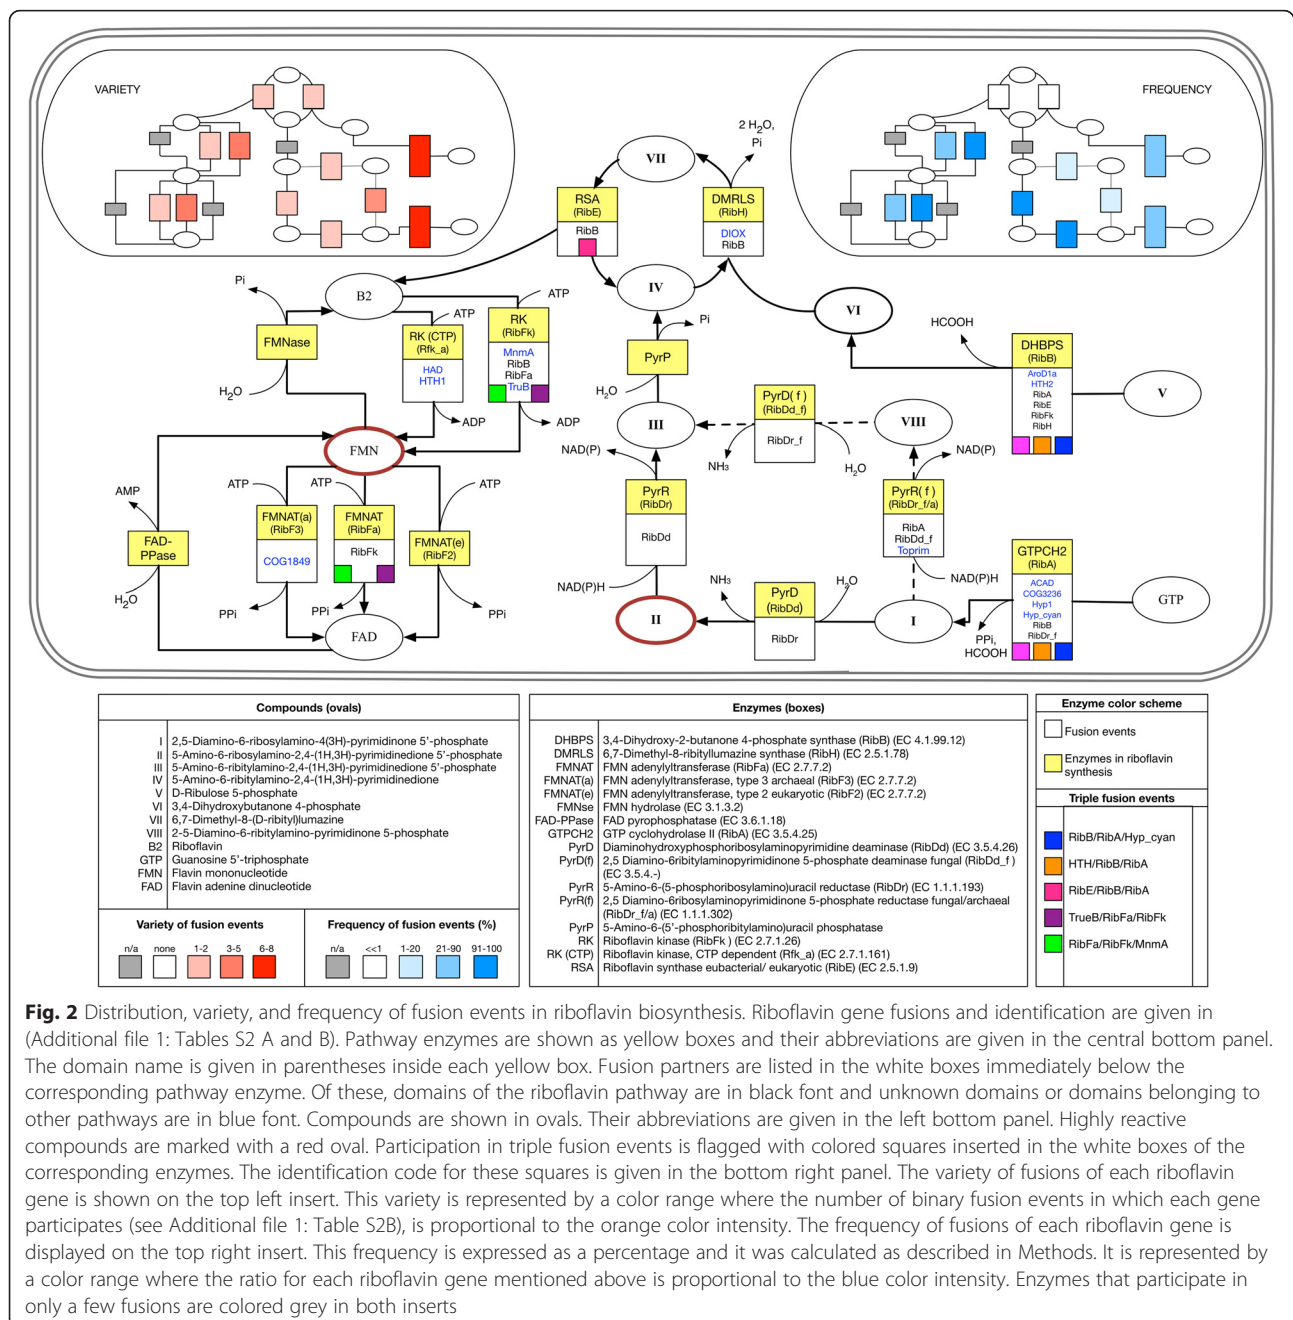 VARIETY
FREQUENCY
2 H₂O,
Pi
VII
RSA
(RibE)
RibB
DMRLS
(RibH)
DIOX
RibB
IV
VI
Pi
B2
ATP
ATP
FMNase
RK (CTP)
(Rfk_a)
HAD
HTH1
RK
(RibFk)
MnmA
RibB
RibFa
TruB
H₂O
ADP
ADP
FMN
PyrP
Pi
H₂O
III
HCOOH
DHBPS
(RibB)
AroD1a
HTH2
RibA
RibE
RibFk
RibH
V
PyrD( f )
(RibDd_f)
RibDr_f
NH₃
H₂O
VIII
NAD(P)
NAD(P)
AMP
ATP
ATP
ATP
FAD-
PPase
H₂O
FMNAT(a)
(RibF3)
COG1849
FMNAT
(RibFa)
RibFk
FMNAT(e)
(RibF2)
PPi
PPi
PPi
FAD
PyrR
(RibDr)
RibDd
NAD(P)H
PyrR( f )
(RibDr_f/a)
RibA
RibDd_f
Toprim
NAD(P)H
GTPCH2
(RibA)
ACAD
COG3236
Hyp1
Hyp_cyan
RibB
RibDr_f
GTP
NH₃
PyrD
(RibDd)
RibDr
H₂O
II
I
PPi,
HCOOH
Compounds (ovals)
I 2,5-Diamino-6-ribosylamino-4(3H)-pyrimidinone 5'-phosphate
II 5-Amino-6-ribosylamino-2,4-(1H,3H)-pyrimidinedione 5'-phosphate
III 5-Amino-6-ribitylamino-2,4-(1H,3H)-pyrimidinedione 5'-phosphate
IV 5-Amino-6-ribitylamino-2,4-(1H,3H)-pyrimidinedione
V D-Ribulose 5-phosphate
VI 3,4-Dihydroxybutanone 4-phosphate
VII 6,7-Dimethyl-8-(D-ribityl)lumazine
VIII 2-5-Diamino-6-ribitylamino-pyrimidinone 5-phosphate
B2 Riboflavin
GTP Guanosine 5'-triphosphate
FMN Flavin mononucleotide
FAD Flavin adenine dinucleotide
Variety of fusion events
n/a none 1-2 3-5 6-8
Frequency of fusion events (%)
n/a <<1 1-20 21-90 91-100
Enzymes (boxes)
DHBPS 3,4-Dihydroxy-2-butanone 4-phosphate synthase (RibB) (EC 4.1.99.12)
DMRLS 6,7-Dimethyl-8-ribityllumazine synthase (RibH) (EC 2.5.1.78)
FMNAT FMN adenylyltransferase (RibFa) (EC 2.7.7.2)
FMNAT(a) FMN adenylyltransferase, type 3 archaeal (RibF3) (EC 2.7.7.2)
FMNAT(e) FMN adenylyltransferase, type 2 eukaryotic (RibF2) (EC 2.7.7.2)
FMNse FMN hydrolase (EC 3.1.3.2)
FAD-PPase FAD pyrophosphatase (EC 3.6.1.18)
GTPCH2 GTP cyclohydrolase II (RibA) (EC 3.5.4.25)
PyrD Diaminohydroxyphosphoribosylaminopyrimidine deaminase (RibDd) (EC 3.5.4.26)
PyrD(f) 2,5 Diamino-6ribitylaminopyrimidinone 5-phosphate deaminase fungal (RibDd_f )
(EC 3.5.4.-)
PyrR 5-Amino-6-(5-phosphoribosylamino)uracil reductase (RibDr) (EC 1.1.1.193)
PyrR(f) 2,5 Diamino-6ribosylaminopyrimidinone 5-phosphate reductase fungal/archaeal
(RibDr_f/a) (EC 1.1.1.302)
PyrP 5-Amino-6-(5'-phosphoribitylamino)uracil phosphatase
RK Riboflavin kinase (RibFk ) (EC 2.7.1.26)
RK (CTP) Riboflavin kinase, CTP dependent (Rfk_a) (EC 2.7.1.161)
RSA Riboflavin synthase eubacterial/ eukaryotic (RibE) (EC 2.5.1.9)
Enzyme color scheme
Fusion events
Enzymes in riboflavin
synthesis
Triple fusion events
RibB/RibA/Hyp_cyan
HTH/RibB/RibA
RibE/RibB/RibA
TrueB/RibFa/RibFk
RibFa/RibFk/MnmA
Fig. 2 Distribution, variety, and frequency of fusion events in riboflavin biosynthesis. Riboflavin gene fusions and identification are given in
(Additional file 1: Tables S2 A and B). Pathway enzymes are shown as yellow boxes and their abbreviations are given in the central bottom panel.
The domain name is given in parentheses inside each yellow box. Fusion partners are listed in the white boxes immediately below the
corresponding pathway enzyme. Of these, domains of the riboflavin pathway are in black font and unknown domains or domains belonging to
other pathways are in blue font. Compounds are shown in ovals. Their abbreviations are given in the left bottom panel. Highly reactive
compounds are marked with a red oval. Participation in triple fusion events is flagged with colored squares inserted in the white boxes of the
corresponding enzymes. The identification code for these squares is given in the bottom right panel. The variety of fusions of each riboflavin
gene is shown on the top left insert. This variety is represented by a color range where the number of binary fusion events in which each gene
participates (see Additional file 1: Table S2B), is proportional to the orange color intensity. The frequency of fusions of each riboflavin gene is
displayed on the top right insert. This frequency is expressed as a percentage and it was calculated as described in Methods. It is represented by
a color range where the ratio for each riboflavin gene mentioned above is proportional to the blue color intensity. Enzymes that participate in
only a few fusions are colored grey in both inserts